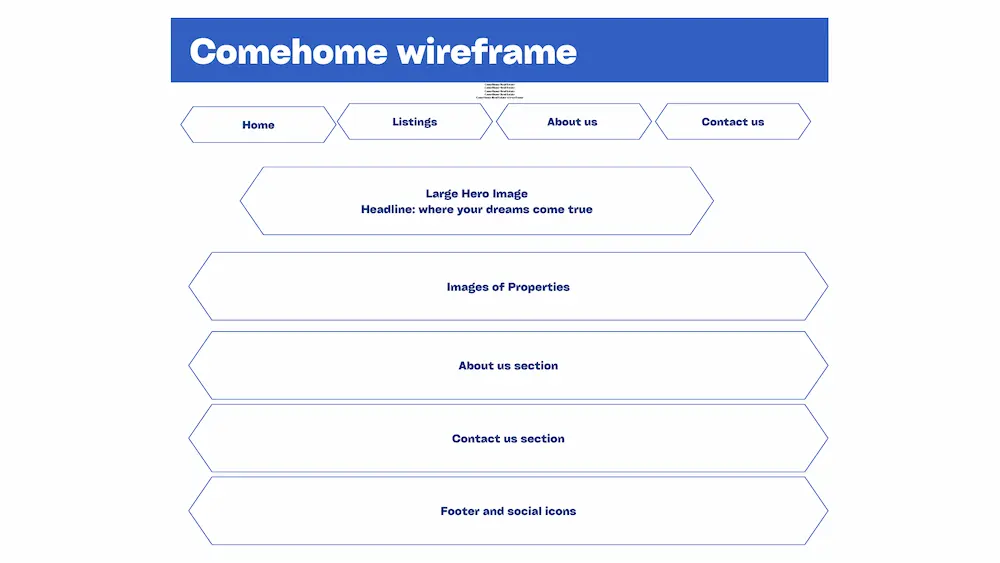 Comehome wireframe
Home
Listings
About us
Contact us
Large Hero Image
Headline: where your dreams come true
Images of Properties
About us section
Contact us section
Footer and social icons